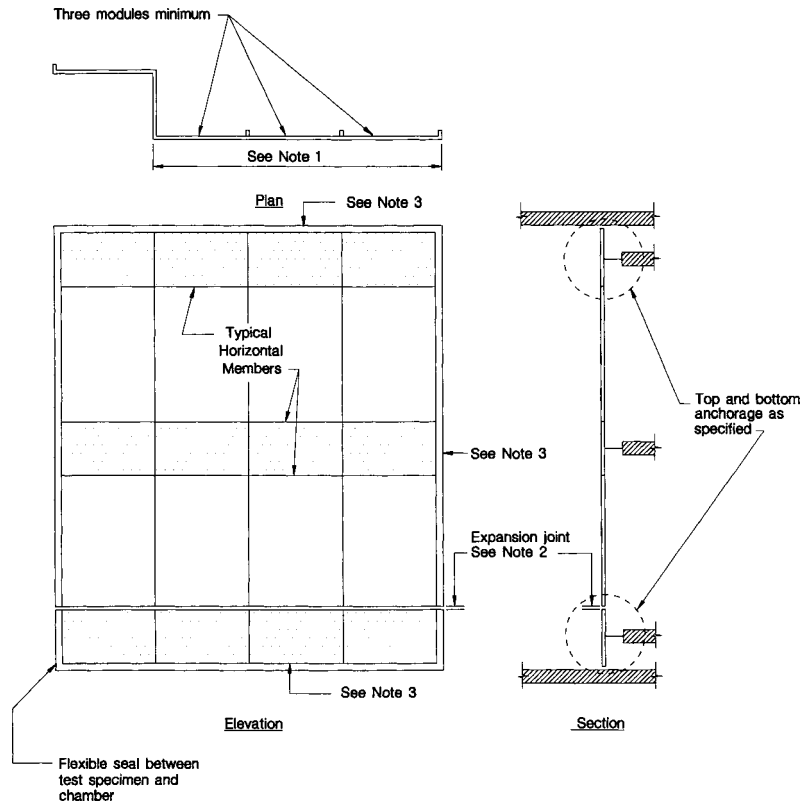 Three modules minimum
See Note 1
Plan
See Note 3
Typical
Horizontal
Members
Top and bottom
anchorage as
specified
See Note 3
Expansion joint
See Note 2
See Note 3
Elevation
Section
Flexible seal between
test specimen and
chamber